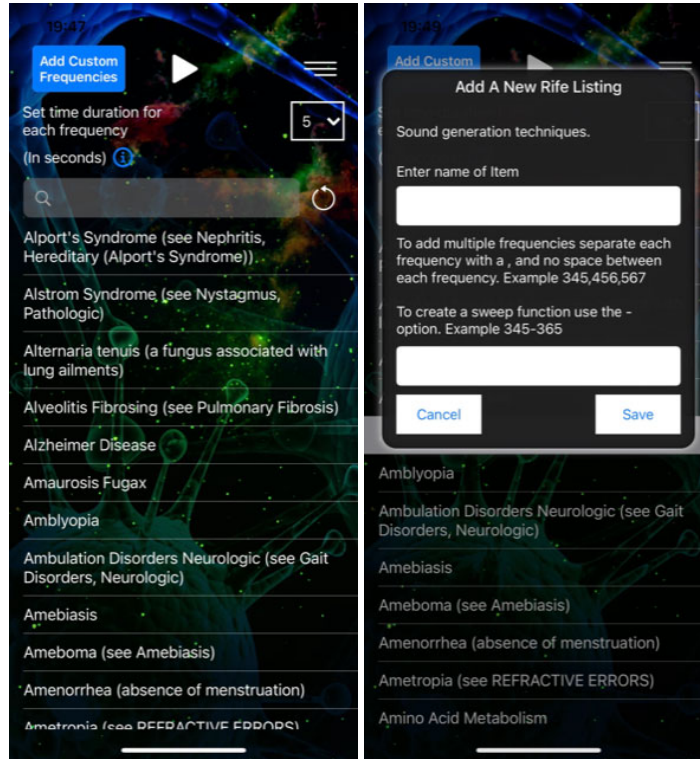 19:47
Add Custom
Frequencies
Set time duration for
each frequency
5
(In seconds)
Alport's Syndrome (see Nephritis,
Hereditary (Alport's Syndrome))
Alstrom Syndrome (see Nystagmus,
Pathologic)
Alternaria tenuis (a fungus associated with
lung ailments)
Alveolitis Fibrosing (see Pulmonary Fibrosis)
Alzheimer Disease
Amaurosis Fugax
Amblyopia
Ambulation Disorders Neurologic (see Gait
Disorders, Neurologic)
Amebiasis
Ameboma (see Amebiasis)
Amenorrhea (absence of menstruation)
Ametropia (see REFRACTIVE ERRORS)
19:49
Add Custom
Add A New Rife Listing
Sound generation techniques.
Enter name of Item
To add multiple frequencies separate each
frequency with a , and no space between
each frequency. Example 345,456,567
To create a sweep function use the -
option. Example 345-365
Cancel
Save
Amblyopia
Ambulation Disorders Neurologic (see Gait
Disorders, Neurologic)
Amebiasis
Ameboma (see Amebiasis)
Amenorrhea (absence of menstruation)
Ametropia (see REFRACTIVE ERRORS)
Amino Acid Metabolism